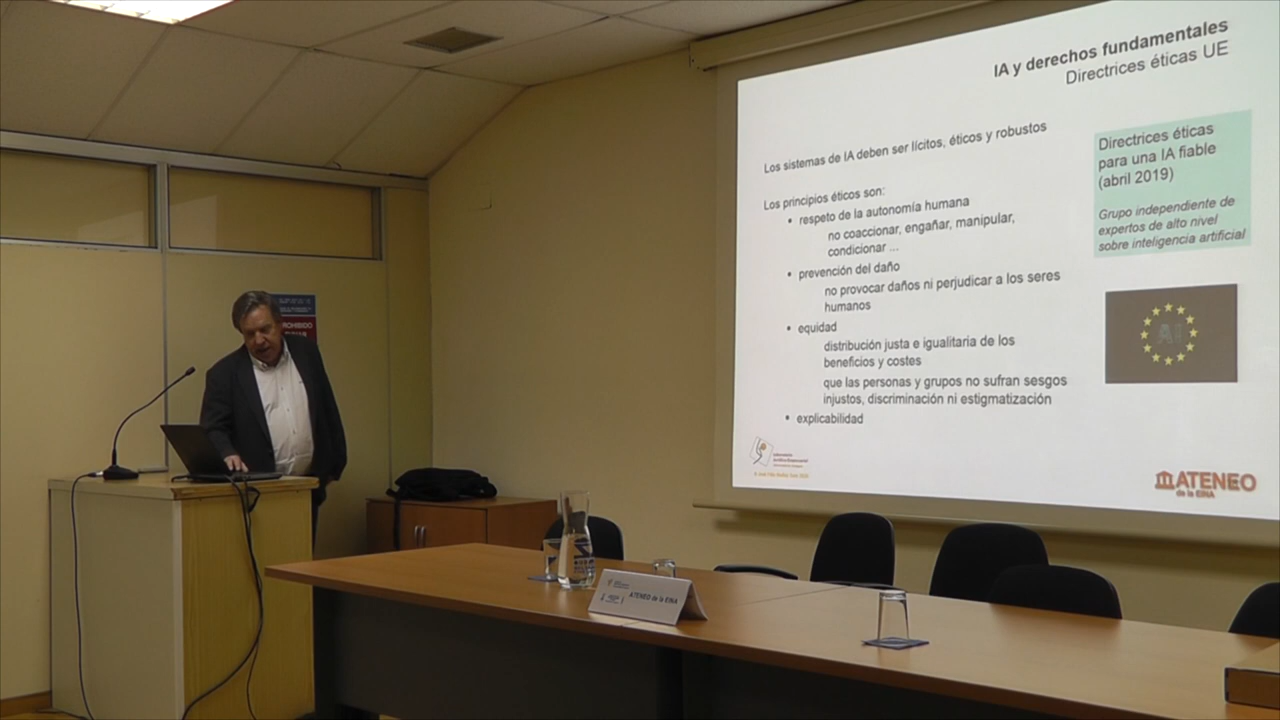 IA y derechos fundamentales
Directrices éticas UE
Los sistemas de IA deben ser lícitos, éticos y robustos
Los principios éticos son:
• respeto de la autonomía humana
no coaccionar, engañar, manipular,
condicionar ...
• prevención del daño
no provocar daños ni perjudicar a los seres
humanos
• equidad
distribución justa e igualitaria de los
beneficios y costes
que las personas y grupos no sufran sesgos
injustos, discriminación ni estigmatización
• explicabilidad
Directrices éticas
para una IA fiable
(abril 2019)
Grupo independiente de
expertos de alto nivel
sobre inteligencia artificial
AI
ATENEO
de la EINA
ATENEO de la EINA